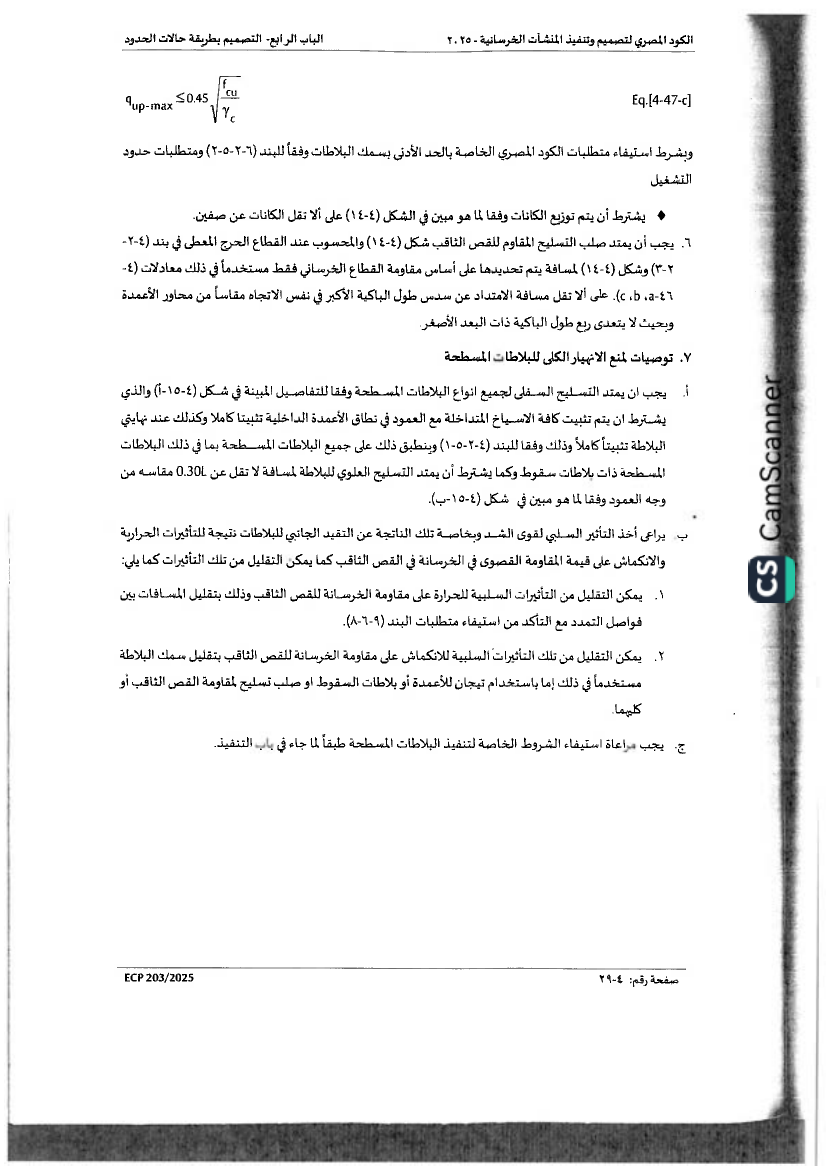 الكود المصري لتصميم وتنفيذ المنشآت الخرسانية - ٢٠٢٥
الباب الرابع- التصميم بطريقة حالات الحدود
q_up-max ≤ 0.45 √(f_cu / γ_c)
Eq.[4-47-c]
وبشرط استيفاء متطلبات الكود المصري الخاصة بالحد الأدنى بسمك البلاطات وفقاً للبند (٦-٢-٥-٢) ومتطلبات حدود
التشغيل
♦ يشترط أن يتم توزيع الكانات وفقا لما هو مبين في الشكل (٤-١٤) على ألا تقل الكانات عن صفين.
٦. يجب أن يمتد صلب التسليح المقاوم للقص الثاقب شكل (٤-١٤) والمحسوب عند القطاع الحرج المعطى في بند (٤-٢-
٢-٣) وشكل (٤-١٤) لمسافة يتم تحديدها على أساس مقاومة القطاع الخرساني فقط مستخدماً في ذلك معادلات (٤-
٤٦-a، b، c). على ألا تقل مسافة الامتداد عن سدس طول الباكية الأكبر في نفس الاتجاه مقاساً من محاور الأعمدة
وبحيث لا يتعدى ربع طول الباكية ذات البعد الأصغر.
٧. توصيات لمنع الانهيار الكلى للبلاطات المسطحة
أ. يجب ان يمتد التسليح السفلى لجميع انواع البلاطات المسطحة وفقا للتفاصيل المبينة في شكل (٤-١٥-أ) والذي
يشترط ان يتم تثبيت كافة الاسياخ المتداخلة مع العمود في نطاق الأعمدة الداخلية تثبيتا كاملا وكذلك عند نهايتي
البلاطة تثبيتاً كاملاً وذلك وفقا للبند (٤-٢-٥-١) وينطبق ذلك على جميع البلاطات المسطحة بما في ذلك البلاطات
المسطحة ذات بلاطات سقوط وكما يشترط أن يمتد التسليح العلوي للبلاطة لمسافة لا تقل عن 0.30L مقاسه من
وجه العمود وفقا لما هو مبين في شكل (٤-١٥-ب).
ب. يراعى أخذ التأثير السلبي لقوى الشد وبخاصة تلك الناتجة عن التقيد الجانبي للبلاطات نتيجة للتأثيرات الحرارية
والانكماش على قيمة المقاومة القصوى في الخرسانة في القص الثاقب كما يمكن التقليل من تلك التأثيرات كما يلي:
١. يمكن التقليل من التأثيرات السلبية للحرارة على مقاومة الخرسانة للقص الثاقب وذلك بتقليل المسافات بين
فواصل التمدد مع التأكد من استيفاء متطلبات البند (٩-٦-٨).
٢. يمكن التقليل من تلك التأثيرات السلبية للانكماش على مقاومة الخرسانة للقص الثاقب بتقليل سمك البلاطة
مستخدماً في ذلك إما باستخدام تيجان للأعمدة أو بلاطات السقوط او صلب تسليح لمقاومة القص الثاقب أو
كليهما.
ج. يجب مراعاة استيفاء الشروط الخاصة لتنفيذ البلاطات المسطحة طبقاً لما جاء في باب التنفيذ.
صفحة رقم: ٤-٢٩
ECP 203/2025
CS CamScanner